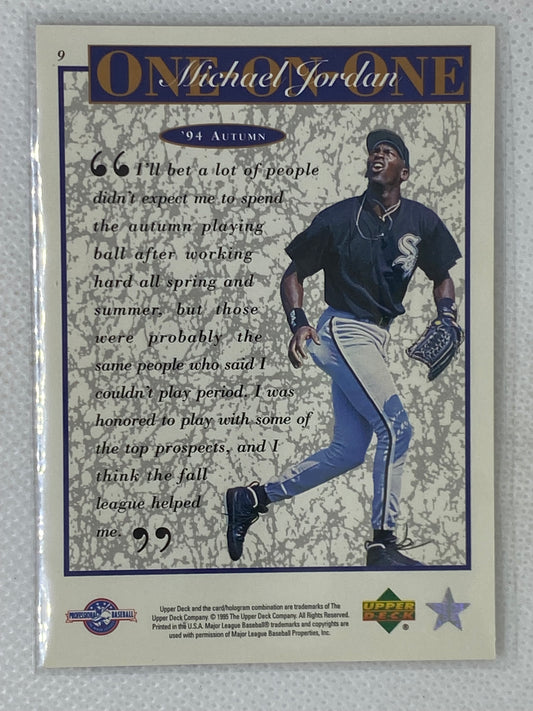 9
ONE ON ONE
Michael Jordan
'94 AUTUMN
“I'll bet a lot of people
didn't expect me to spend
the autumn playing
ball after working
hard all spring and
summer, but those
were probably the
same people who said I
couldn't play period. I was
honored to play with some of
the top prospects, and I
think the fall
league helped
me.”
Sox
PROFESSIONAL BASEBALL
Upper Deck and the card/hologram combination are trademarks of The
Upper Deck Company. © 1995 The Upper Deck Company. All Rights Reserved.
Printed in the U.S.A. Major League Baseball® trademarks and copyrights are
used with permission of Major League Baseball Properties, Inc.
UPPER
DECK
®